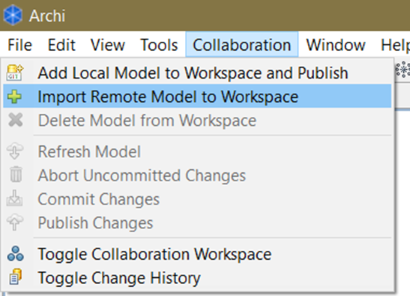 Archi
File Edit View Tools Collaboration Window Help
Add Local Model to Workspace and Publish
Import Remote Model to Workspace
Delete Model from Workspace
Refresh Model
Abort Uncommitted Changes
Commit Changes
Publish Changes
Toggle Collaboration Workspace
Toggle Change History